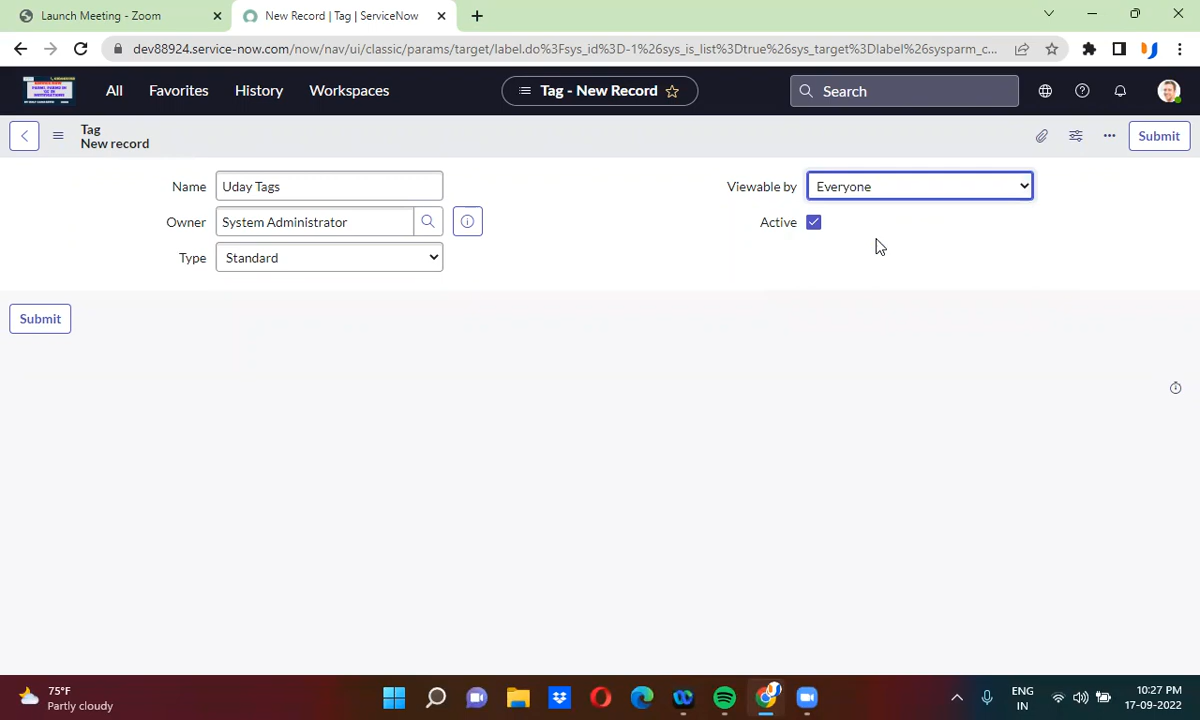 Launch Meeting - Zoom
New Record | Tag | ServiceNow
dev88924.service-now.com/now/nav/ui/classic/params/target/label.do%3Fsys_id%3D-1%26sys_is_list%3Dtrue%26sys_target%3Dlabel%26sysparm_c...
All Favorites History Workspaces Tag - New Record Search
Tag
New record
Submit
Name Uday Tags Viewable by Everyone
Owner System Administrator Active
Type Standard
Submit
75°F
Partly cloudy
ENG
IN
10:27 PM
17-09-2022